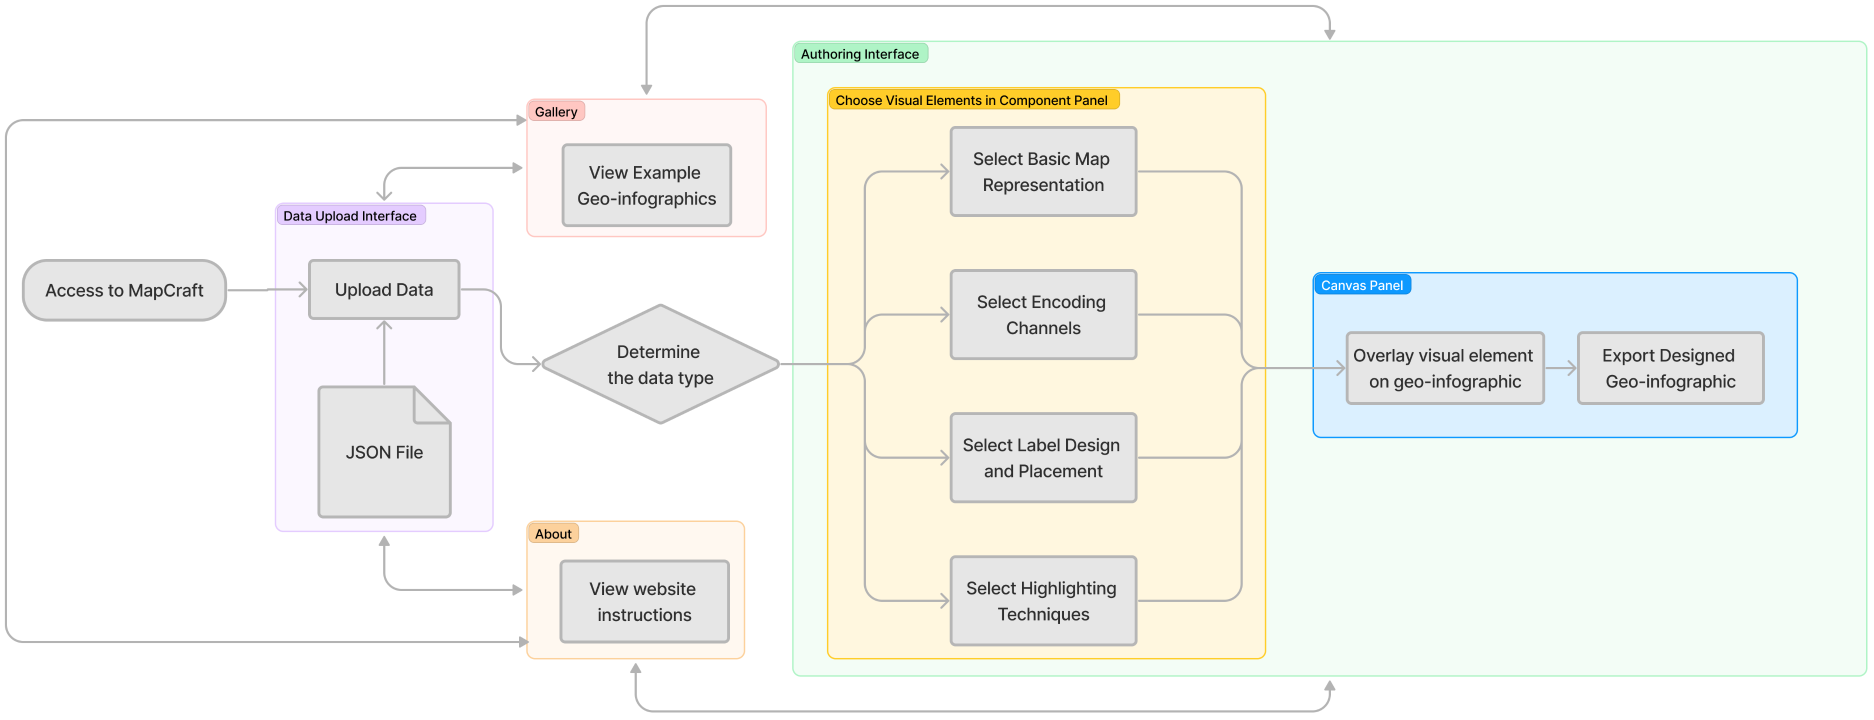 Authoring Interface
Choose Visual Elements in Component Panel
Gallery
View Example
Geo-infographics
Select Basic Map
Representation
Data Upload Interface
Access to MapCraft
Upload Data
JSON File
Determine
the data type
Select Encoding
Channels
Canvas Panel
Overlay visual element
on geo-infographic
Export Designed
Geo-infographic
Select Label Design
and Placement
About
View website
instructions
Select Highlighting
Techniques